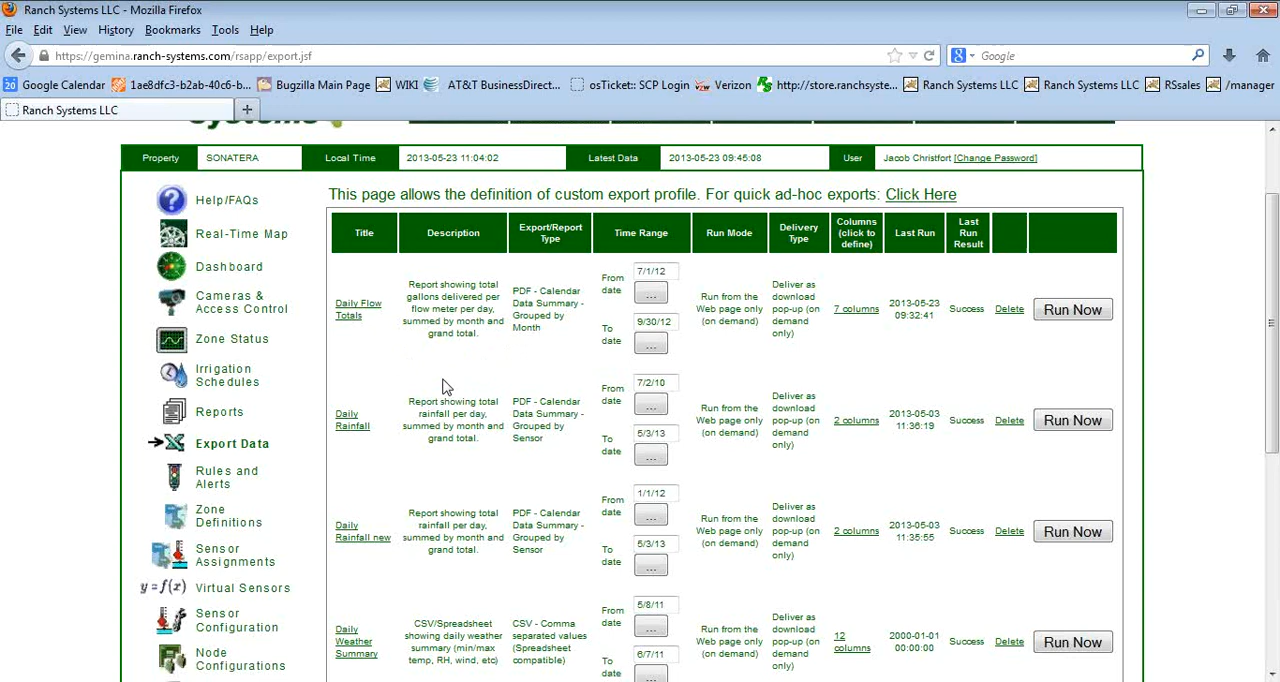 Ranch Systems LLC - Mozilla Firefox
File Edit View History Bookmarks Tools Help
https://gemina.ranch-systems.com/rsapp/export.jsf
Google
Google Calendar 1ae8dfc3-b2ab-40c6-b... Bugzilla Main Page WIKI AT&T BusinessDirect... osTicket:: SCP Login Verizon http://store.ranchsyste... Ranch Systems LLC Ranch Systems LLC RSsales /manager
Ranch Systems LLC
Property SONATERA Local Time 2013-05-23 11:04:02 Latest Data 2013-05-23 09:45:08 User Jacob Christfort [Change Password]
Help/FAQs
Real-Time Map
Dashboard
Cameras &
Access Control
Zone Status
Irrigation
Schedules
Reports
Export Data
Rules and
Alerts
Zone
Definitions
Sensor
Assignments
y = f(x) Virtual Sensors
Sensor
Configuration
Node
Configurations
This page allows the definition of custom export profile. For quick ad-hoc exports: Click Here
Title
Description
Export/Report
Type
Time Range
Run Mode
Delivery
Type
Columns
(click to
define)
Last Run
Last
Run
Result
Daily Flow
Totals
Report showing total
gallons delivered per
flow meter per day,
summed by month and
grand total.
PDF - Calendar
Data Summary -
Grouped by
Month
From
date
7/1/12
...
To
date
9/30/12
...
Run from the
Web page only
(on demand)
Deliver as
download
pop-up (on
demand
only)
7 columns
2013-05-23
09:32:41
Success
Delete
Run Now
Daily
Rainfall
Report showing total
rainfall per day,
summed by month and
grand total.
PDF - Calendar
Data Summary -
Grouped by
Sensor
From
date
7/2/10
...
To
date
5/3/13
...
Run from the
Web page only
(on demand)
Deliver as
download
pop-up (on
demand
only)
2 columns
2013-05-03
11:36:19
Success
Delete
Run Now
Daily
Rainfall new
Report showing total
rainfall per day,
summed by month and
grand total.
PDF - Calendar
Data Summary -
Grouped by
Sensor
From
date
1/1/12
...
To
date
5/3/13
...
Run from the
Web page only
(on demand)
Deliver as
download
pop-up (on
demand
only)
2 columns
2013-05-03
11:35:55
Success
Delete
Run Now
Daily
Weather
Summary
CSV/Spreadsheet
showing daily weather
summary (min/max
temp, RH, wind, etc)
CSV - Comma
separated values
(Spreadsheet
compatible)
From
date
5/8/11
...
To
date
6/7/11
...
Run from the
Web page only
(on demand)
Deliver as
download
pop-up (on
demand
12
columns
2000-01-01
00:00:00
Success
Delete
Run Now